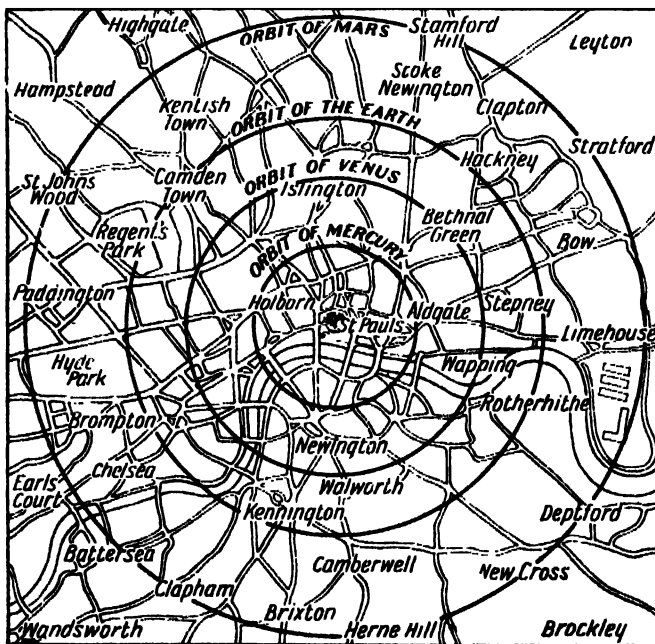 Highgate
ORBIT OF MARS
Stamford
Hill
Leyton
Hampstead
Stoke
Newington
Kentish
Town
Clapton
ORBIT OF THE EARTH
Stratford
St Johns
Wood
Camden
Town
ORBIT OF VENUS
Islington
Hackney
Regent's
Park
Bethnal
Green
ORBIT OF MERCURY
Bow
Paddington
Holborn
St Pauls
Aldgate
Stepney
Limehouse
Hyde
Park
Wapping
Brompton
Rotherhithe
Newington
Chelsea
Earls
Court
Walworth
Kennington
Deptford
Battersea
Camberwell
New Cross
Clapham
Brixton
Wandsworth
Herne Hill
Brockley